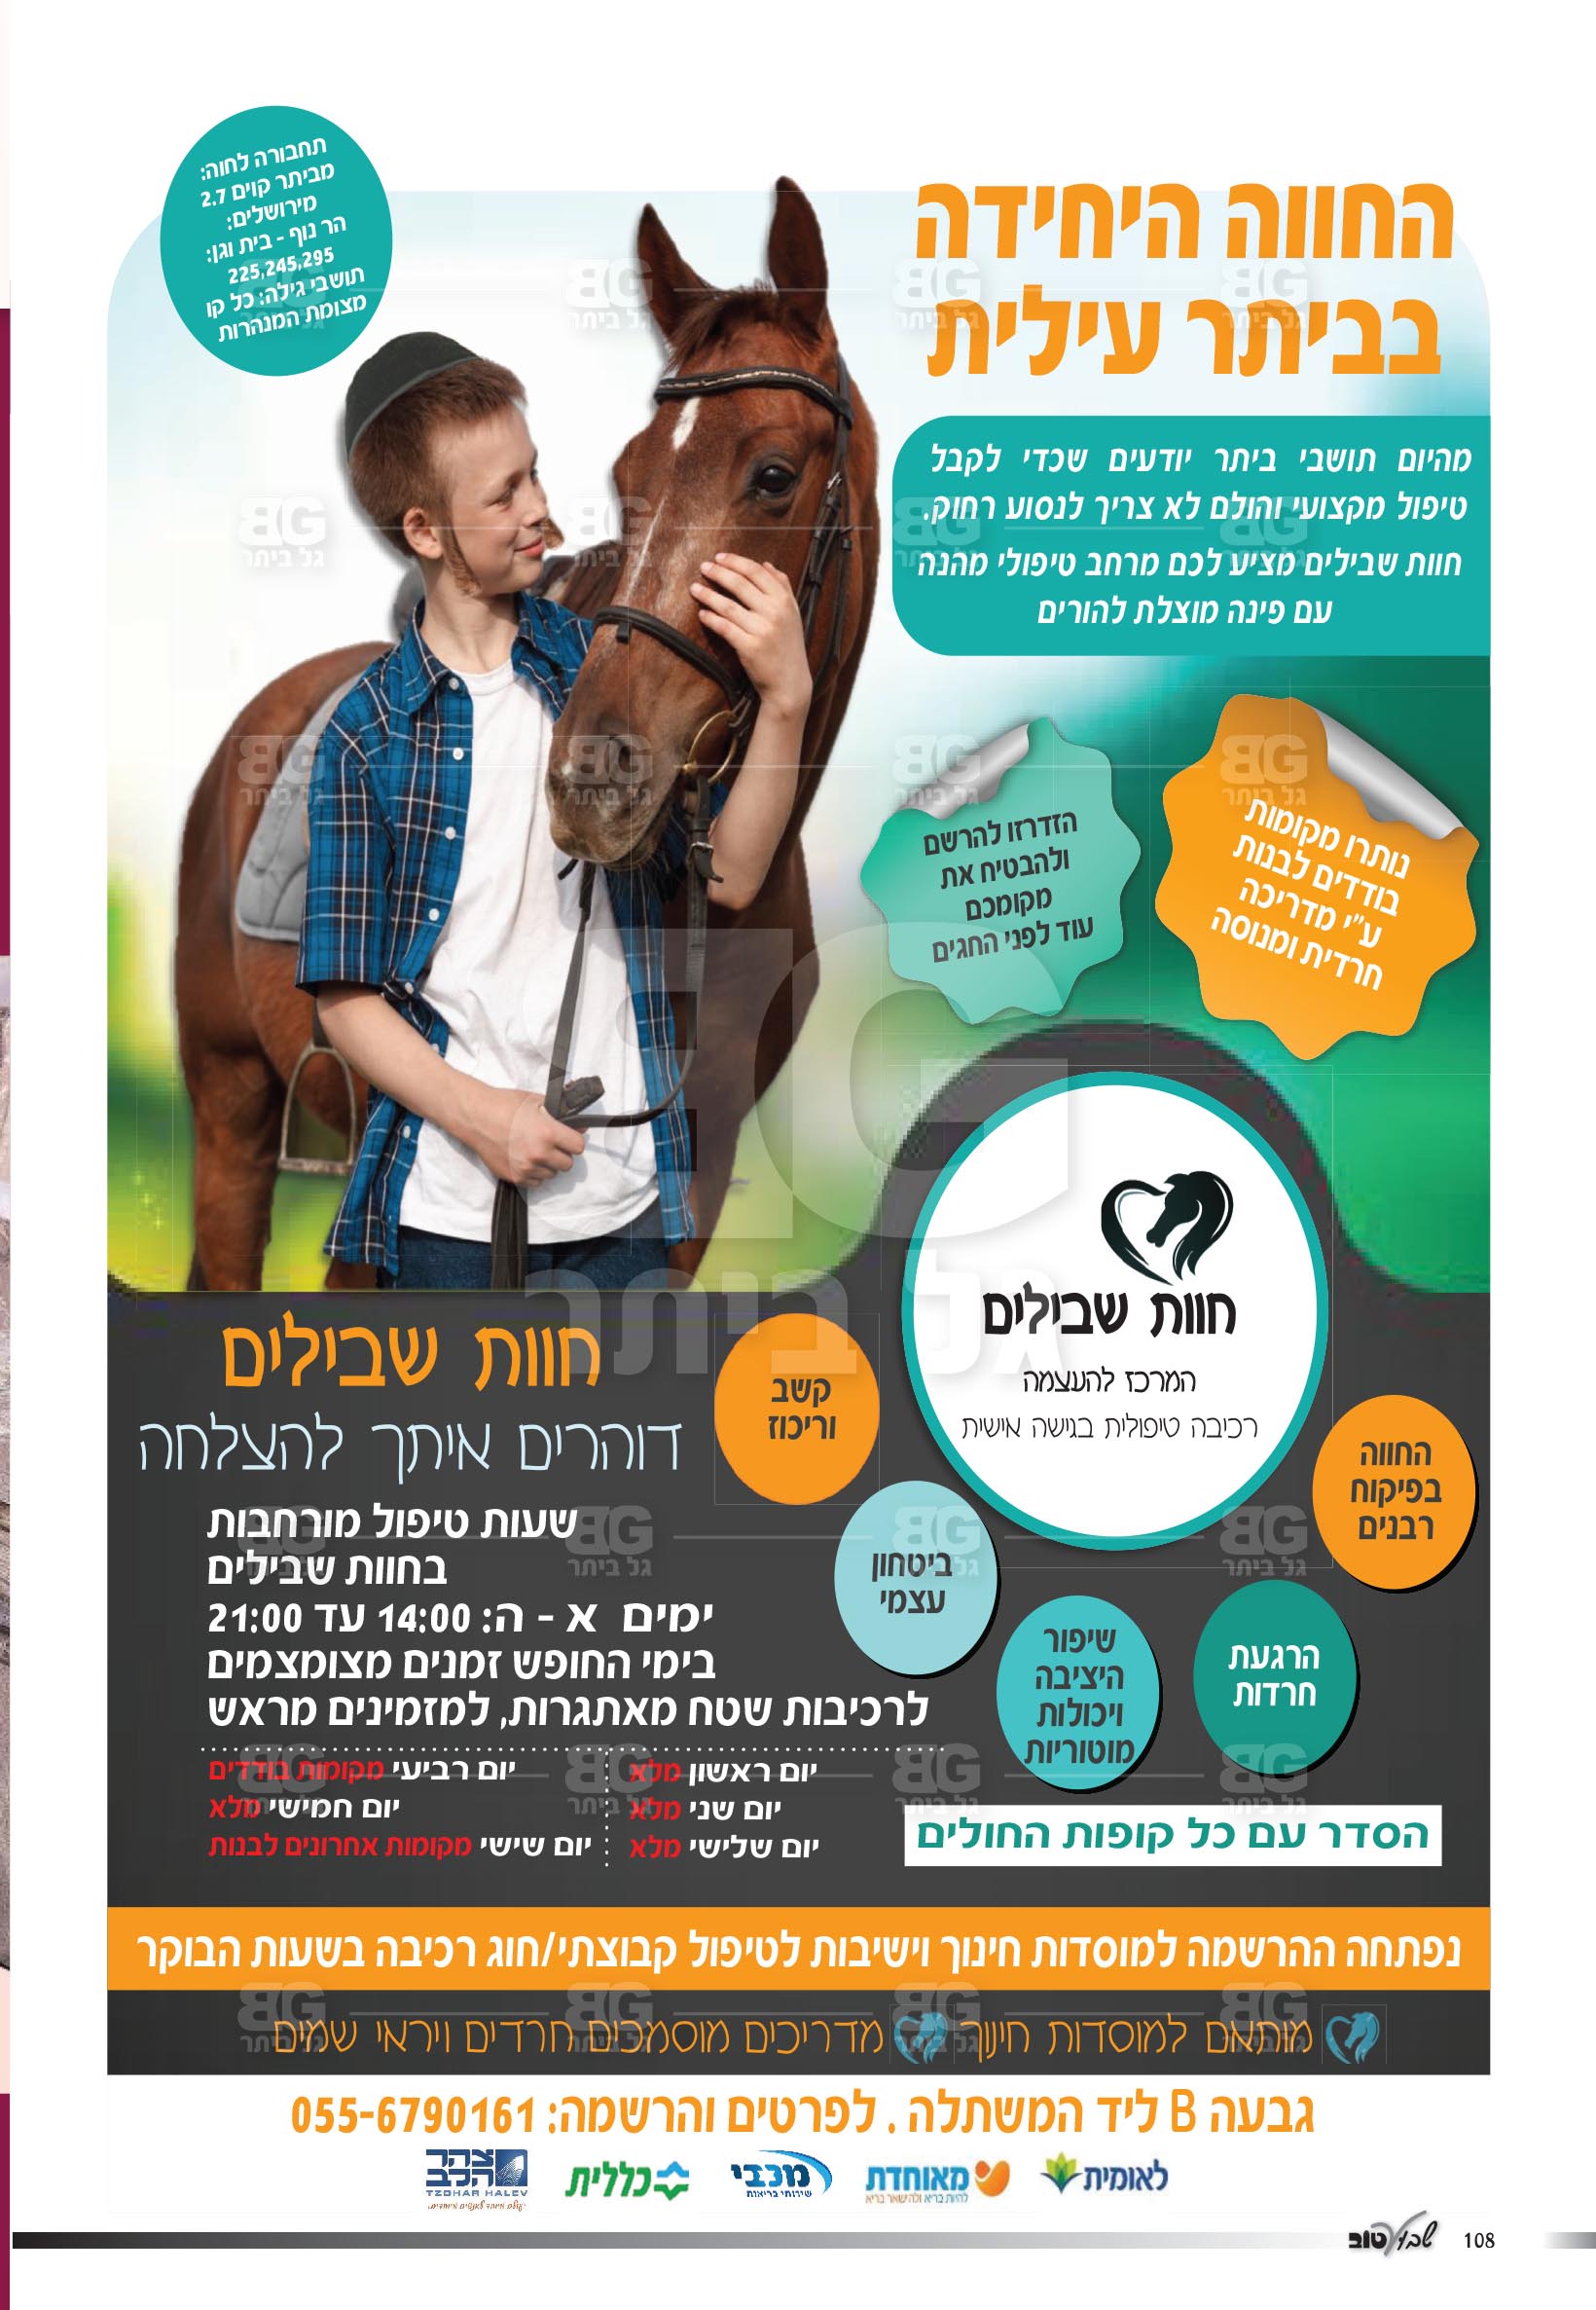 תחבורה לחוה:
מביתר קוים 2.7
מירושלים:
הר נוף - בית וגן:
225,245,295
תושבי גילה: כל קו
מצומת המנהרות
החווה היחידה
בביתר עילית
מהיום תושבי ביתר יודעים שכדי לקבל
טיפול מקצועי והולם לא צריך לנסוע רחוק.
חוות שבילים מציע לכם מרחב טיפולי מהנה
עם פינה מוצלת להורים
נותרו מקומות
בודדים לבנות
ע"י מדריכה
חרדית ומנוסה
הזדרזו להרשם
ולהבטיח את
מקומכם
עוד לפני החגים
חוות שבילים
המרכז להעצמה
רכיבה טיפולית בגישה אישית
החווה
בפיקוח
רבנים
הרגעת
חרדות
שיפור
היציבה
ויכולות
מוטוריות
ביטחון
עצמי
קשב
וריכוז
חוות שבילים
דוהרים איתך להצלחה
שעות טיפול מורחבות
בחוות שבילים
ימים א - ה: 14:00 עד 21:00
בימי החופש זמנים מצומצמים
לרכיבות שטח מאתגרות, למזמינים מראש
יום ראשון מלא
יום שני מלא
יום שלישי מלא
יום רביעי מקומות בודדים
יום חמישי מלא
יום שישי מקומות אחרונים לבנות
הסדר עם כל קופות החולים
נפתחה ההרשמה למוסדות חינוך וישיבות לטיפול קבוצתי/חוג רכיבה בשעות הבוקר
מותאם למוסדות חינוך מדריכים מוסמכים חרדים ויראי שמים
גבעה B ליד המשתלה . לפרטים והרשמה: 055-6790161
לאומית
מאוחדת
להיות בריא ולהישאר בריא
מכבי
שירותי בריאות
כללית
צהר
הלב
TZOHAR HALEV
108 שבוע טוב
BG
גל ביתר